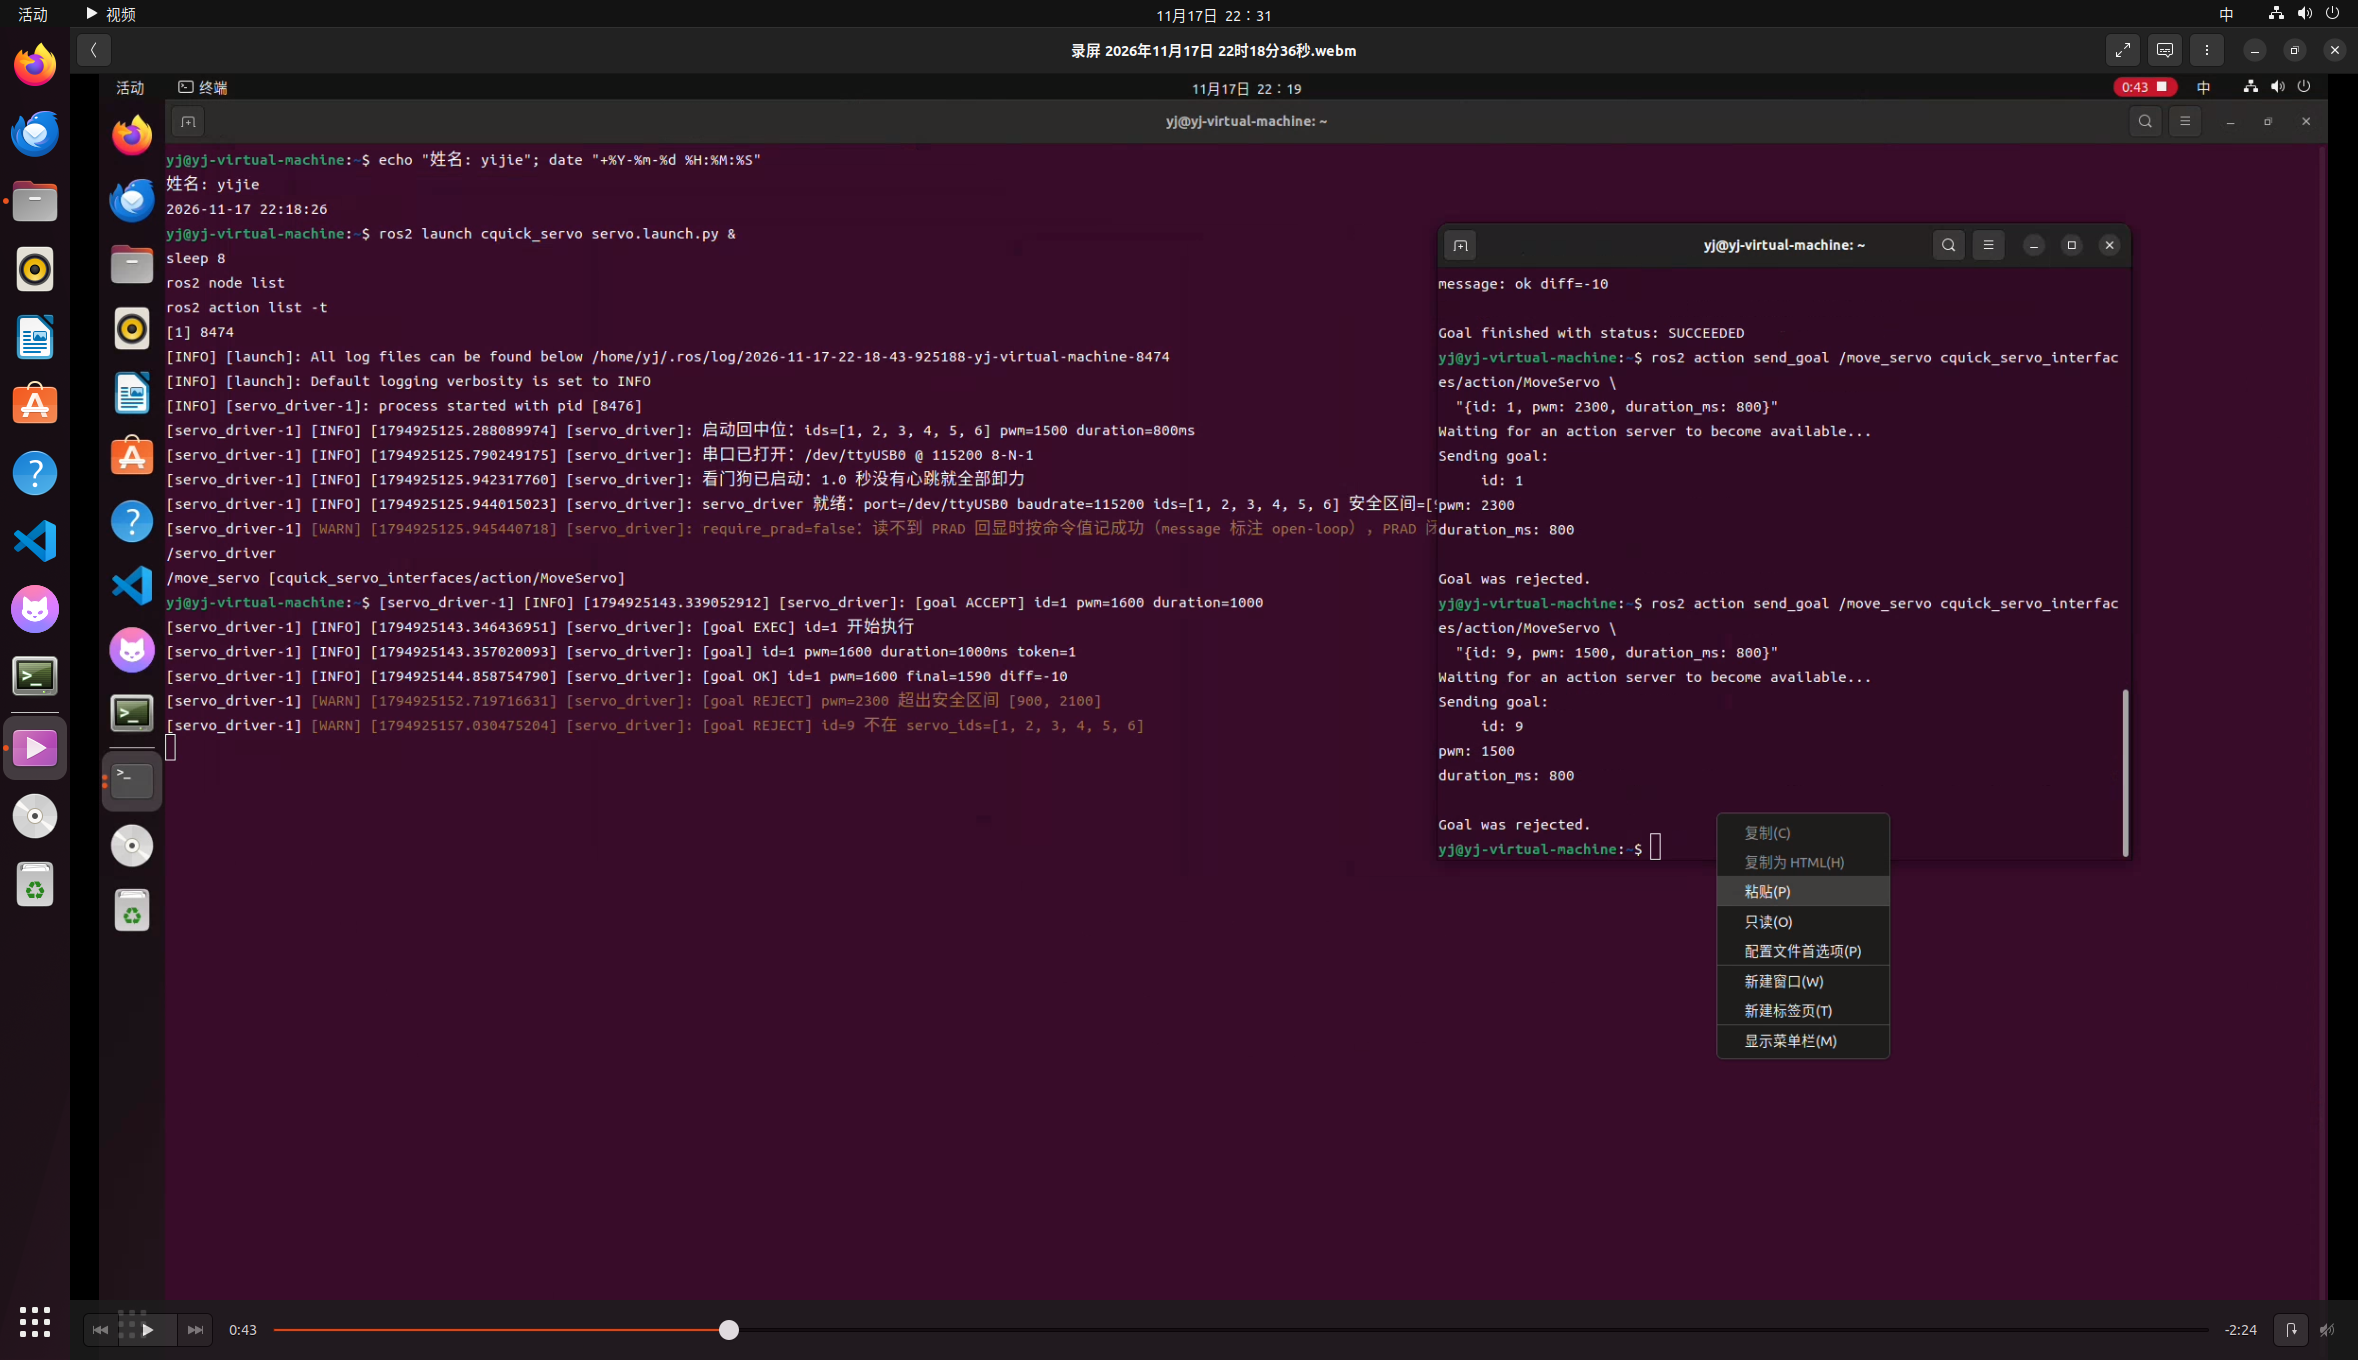 活动
视频
11月17日 22：31
中
录屏 2026年11月17日 22时18分36秒.webm
活动
终端
11月17日 22：19
0:43
中
yj@yj-virtual-machine: ~
yj@yj-virtual-machine:~$ echo "姓名: yijie"; date "+%Y-%m-%d %H:%M:%S"
姓名: yijie
2026-11-17 22:18:26
yj@yj-virtual-machine:~$ ros2 launch cquick_servo servo.launch.py &
sleep 8
ros2 node list
ros2 action list -t
[1] 8474
[INFO] [launch]: All log files can be found below /home/yj/.ros/log/2026-11-17-22-18-43-925188-yj-virtual-machine-8474
[INFO] [launch]: Default logging verbosity is set to INFO
[INFO] [servo_driver-1]: process started with pid [8476]
[servo_driver-1] [INFO] [1794925125.288089974] [servo_driver]: 启动回中位：ids=[1, 2, 3, 4, 5, 6] pwm=1500 duration=800ms
[servo_driver-1] [INFO] [1794925125.790249175] [servo_driver]: 串口已打开：/dev/ttyUSB0 @ 115200 8-N-1
[servo_driver-1] [INFO] [1794925125.942317760] [servo_driver]: 看门狗已启动：1.0 秒没有心跳就全部卸力
[servo_driver-1] [INFO] [1794925125.944015023] [servo_driver]: servo_driver 就绪：port=/dev/ttyUSB0 baudrate=115200 ids=[1, 2, 3, 4, 5, 6] 安全区间=[
[servo_driver-1] [WARN] [1794925125.945440718] [servo_driver]: require_prad=false：读不到 PRAD 回显时按命令值记成功（message 标注 open-loop），PRAD 闭
/servo_driver
/move_servo [cquick_servo_interfaces/action/MoveServo]
yj@yj-virtual-machine:~$ [servo_driver-1] [INFO] [1794925143.339052912] [servo_driver]: [goal ACCEPT] id=1 pwm=1600 duration=1000
[servo_driver-1] [INFO] [1794925143.346436951] [servo_driver]: [goal EXEC] id=1 开始执行
[servo_driver-1] [INFO] [1794925143.357020093] [servo_driver]: [goal] id=1 pwm=1600 duration=1000ms token=1
[servo_driver-1] [INFO] [1794925144.858754790] [servo_driver]: [goal OK] id=1 pwm=1600 final=1590 diff=-10
[servo_driver-1] [WARN] [1794925152.719716631] [servo_driver]: [goal REJECT] pwm=2300 超出安全区间 [900, 2100]
[servo_driver-1] [WARN] [1794925157.030475204] [servo_driver]: [goal REJECT] id=9 不在 servo_ids=[1, 2, 3, 4, 5, 6]
yj@yj-virtual-machine: ~
message: ok diff=-10
Goal finished with status: SUCCEEDED
yj@yj-virtual-machine:~$ ros2 action send_goal /move_servo cquick_servo_interfac
es/action/MoveServo \
"{id: 1, pwm: 2300, duration_ms: 800}"
Waiting for an action server to become available...
Sending goal:
id: 1
pwm: 2300
duration_ms: 800
Goal was rejected.
yj@yj-virtual-machine:~$ ros2 action send_goal /move_servo cquick_servo_interfac
es/action/MoveServo \
"{id: 9, pwm: 1500, duration_ms: 800}"
Waiting for an action server to become available...
Sending goal:
id: 9
pwm: 1500
duration_ms: 800
Goal was rejected.
yj@yj-virtual-machine:~$
复制(C)
复制为 HTML(H)
粘贴(P)
只读(O)
配置文件首选项(P)
新建窗口(W)
新建标签页(T)
显示菜单栏(M)
0:43
-2:24